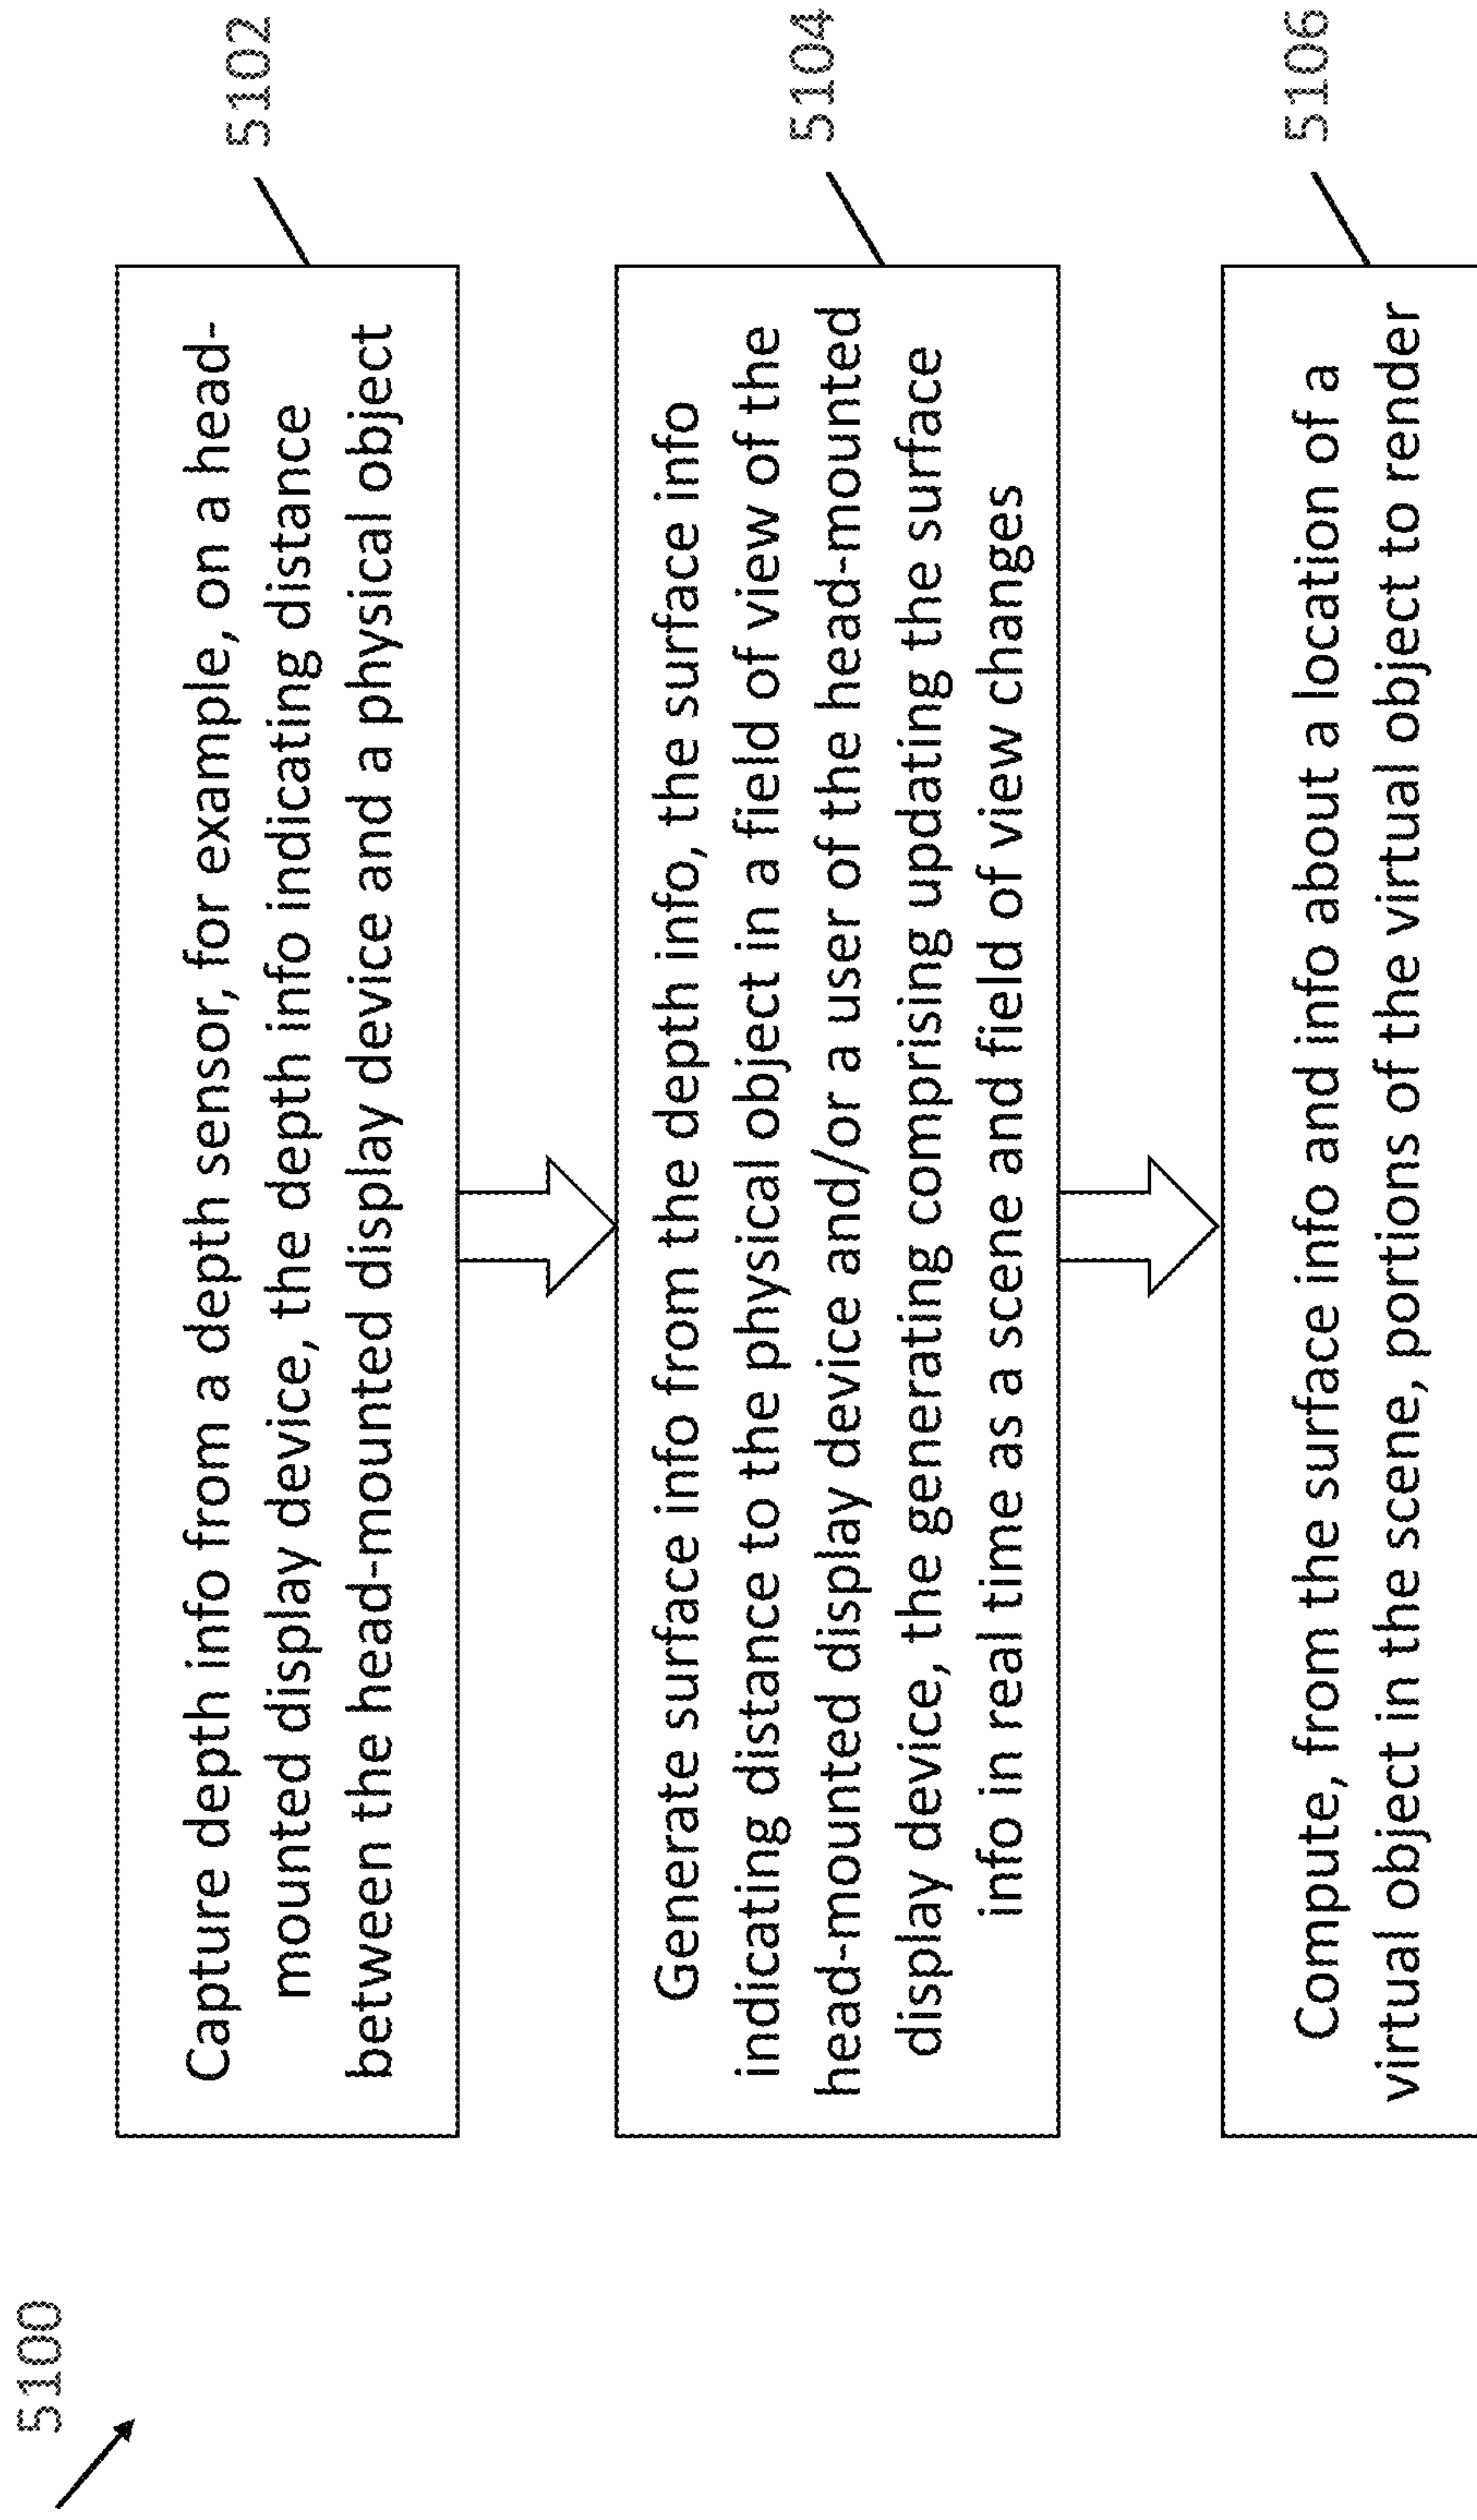 5100
Capture depth info from a depth sensor, for example, on a head-
mounted display device, the depth info indicating distance
between the head-mounted display device and a physical object
5102
Generate surface info from the depth info, the surface info
indicating distance to the physical object in a field of view of the
head-mounted display device and/or a user of the head-mounted
display device, the generating comprising updating the surface
info in real time as a scene and field of view changes
5104
Compute, from the surface info and info about a location of a
virtual object in the scene, portions of the virtual object to render
5106